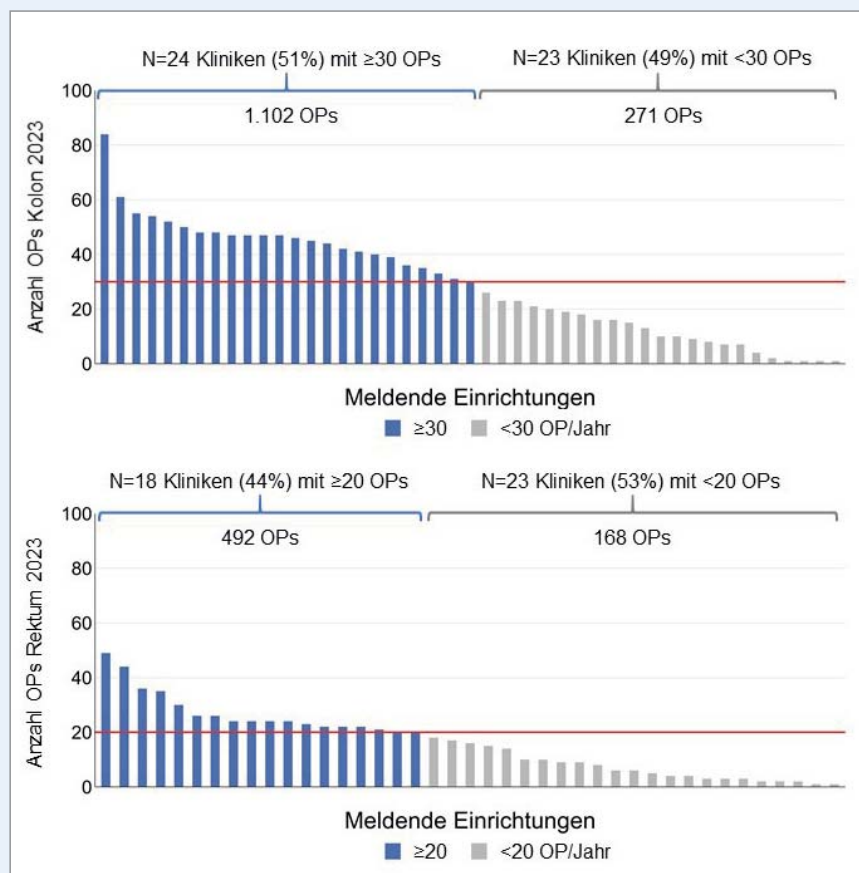 N=24 Kliniken (51%) mit ≥30 OPs
N=23 Kliniken (49%) mit <30 OPs
1.102 OPs
271 OPs
Anzahl OPs Kolon 2023
100
80
60
40
20
0
Meldende Einrichtungen
≥30
<30 OP/Jahr
N=18 Kliniken (44%) mit ≥20 OPs
N=23 Kliniken (53%) mit <20 OPs
492 OPs
168 OPs
Anzahl OPs Rektum 2023
100
80
60
40
20
0
Meldende Einrichtungen
≥20
<20 OP/Jahr